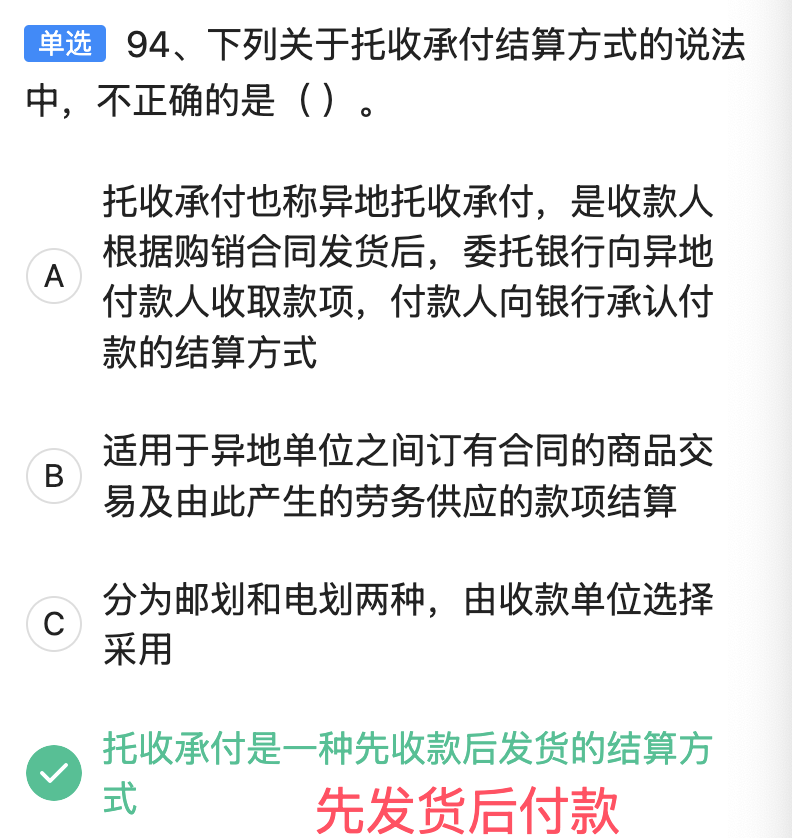 单选 94、下列关于托收承付结算方式的说法
中，不正确的是（ ）。
托收承付也称异地托收承付，是收款人
根据购销合同发货后，委托银行向异地
A 付款人收取款项，付款人向银行承认付
款的结算方式
适用于异地单位之间订有合同的商品交
B 易及由此产生的劳务供应的款项结算
分为邮划和电划两种，由收款单位选择
C 采用
托收承付是一种先收款后发货的结算方
式
先发货后付款